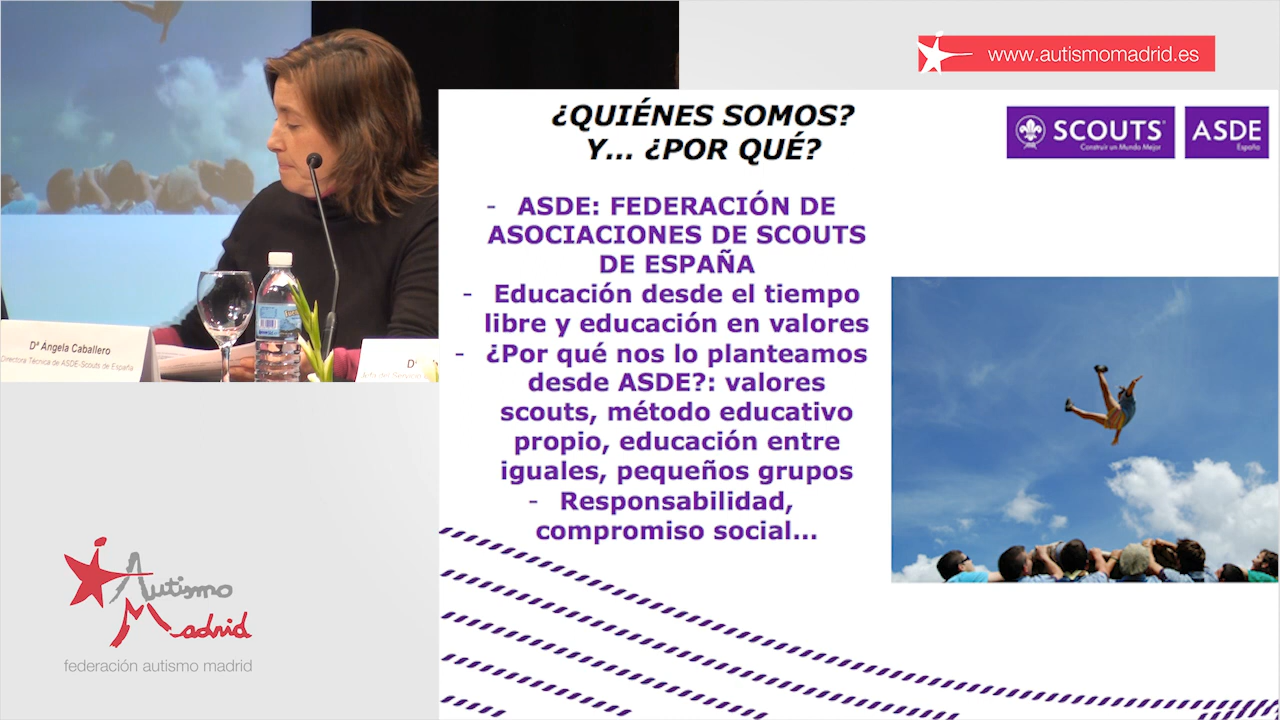 www.autismomadrid.es
¿QUIÉNES SOMOS?
Y... ¿POR QUÉ?
SCOUTS
Construir un Mundo Mejor
ASDE
España
- ASDE: FEDERACIÓN DE
ASOCIACIONES DE SCOUTS
DE ESPAÑA
- Educación desde el tiempo
libre y educación en valores
- ¿Por qué nos lo planteamos
desde ASDE?: valores
scouts, método educativo
propio, educación entre
iguales, pequeños grupos
- Responsabilidad,
compromiso social...
Dª Angela Caballero
Directora Técnica de ASDE-Scouts de España
Autismo
Madrid
federación autismo madrid